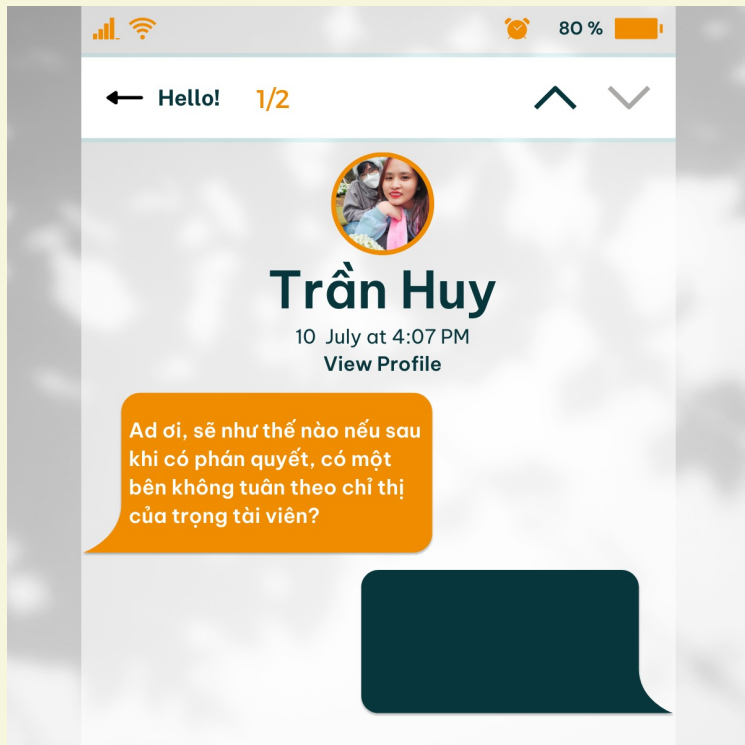 80 %
Hello! 1/2
Trần Huy
10 July at 4:07 PM
View Profile
Ad ơi, sẽ như thế nào nếu sau
khi có phán quyết, có một
bên không tuân theo chỉ thị
của trọng tài viên?